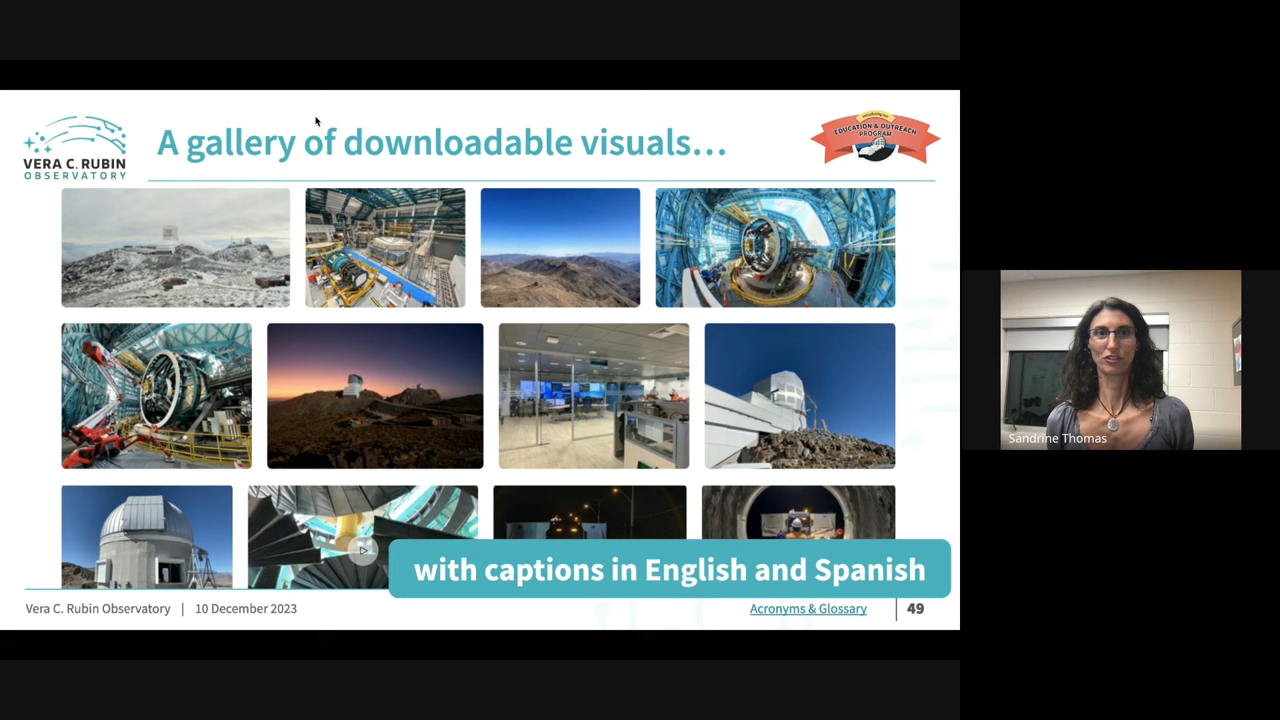 VERA C. RUBIN
OBSERVATORY
A gallery of downloadable visuals...
EDUCATION & OUTREACH
PROGRAM
with captions in English and Spanish
Vera C. Rubin Observatory | 10 December 2023
Acronyms & Glossary
49
Sandrine Thomas